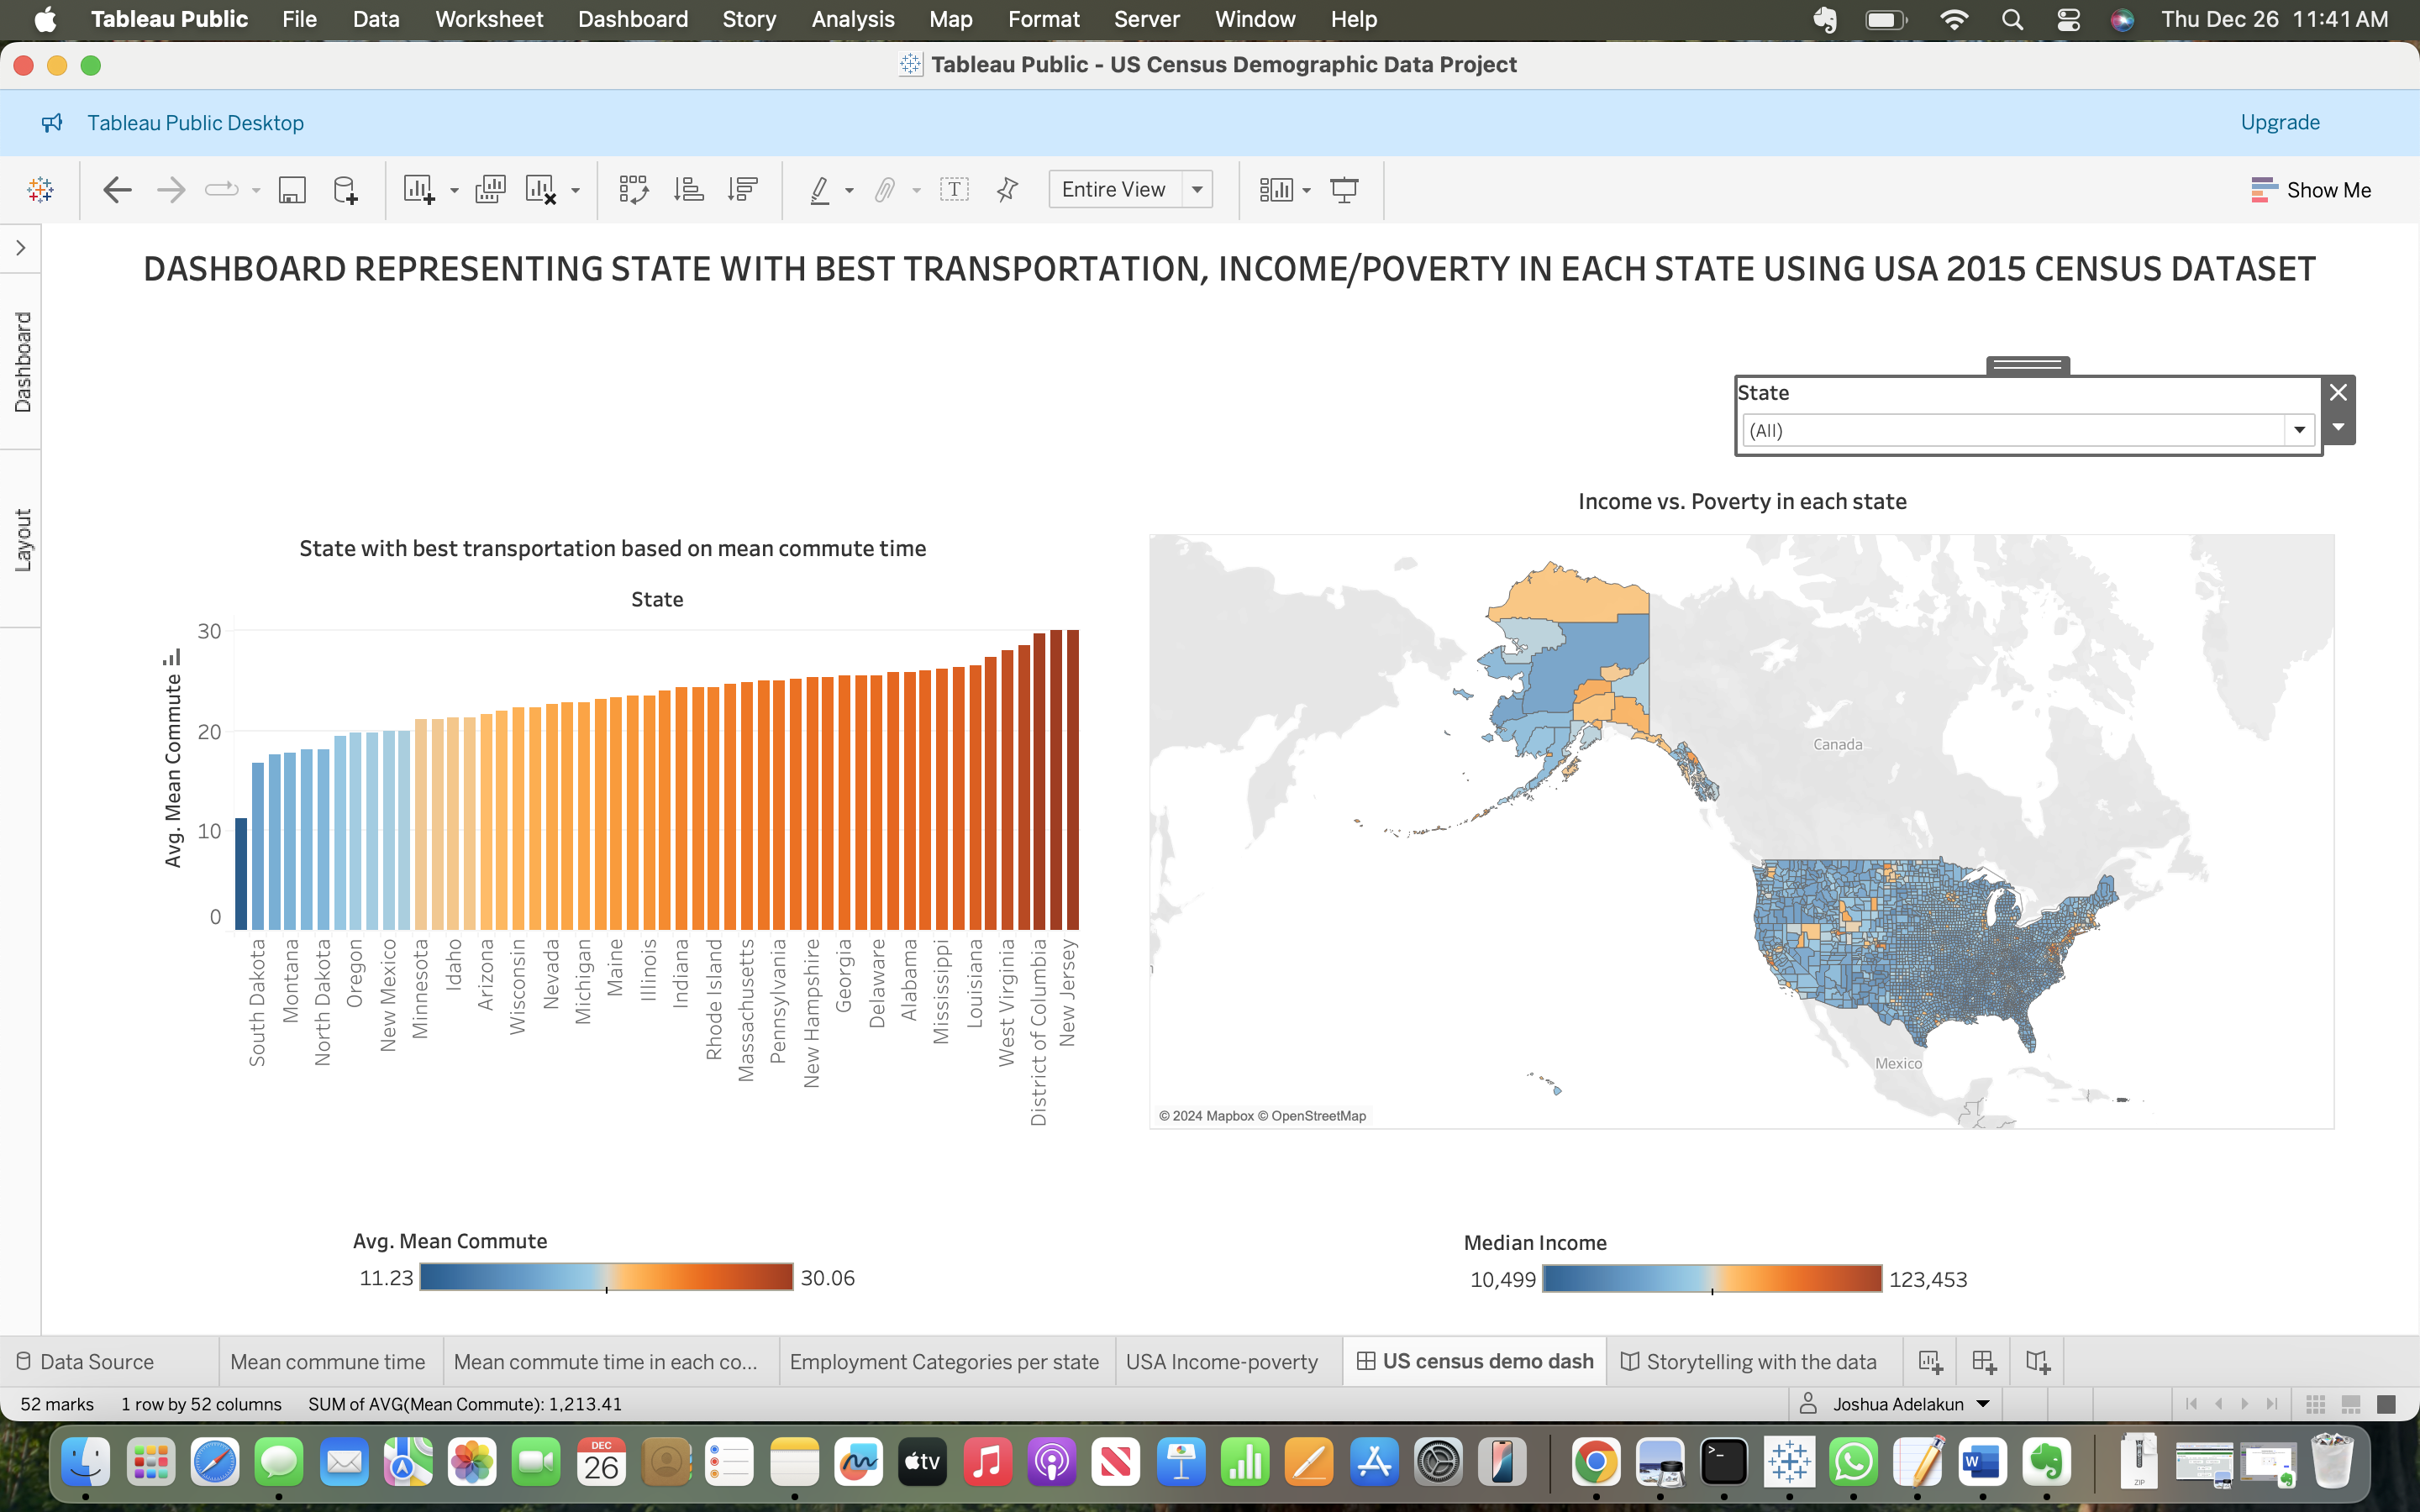 Tableau Public File Data Worksheet Dashboard Story Analysis Map Format Server Window Help Thu Dec 26 11:41 AM
Tableau Public - US Census Demographic Data Project
Tableau Public Desktop Upgrade
T Entire View Show Me
DASHBOARD REPRESENTING STATE WITH BEST TRANSPORTATION, INCOME/POVERTY IN EACH STATE USING USA 2015 CENSUS DATASET
Dashboard
Layout
State
(All)
State with best transportation based on mean commute time
State
Avg. Mean Commute
30
20
10
0
South Dakota
Montana
North Dakota
Oregon
New Mexico
Minnesota
Idaho
Arizona
Wisconsin
Nevada
Michigan
Maine
Illinois
Indiana
Rhode Island
Massachusetts
Pennsylvania
New Hampshire
Georgia
Delaware
Alabama
Mississippi
Louisiana
West Virginia
District of Columbia
New Jersey
Income vs. Poverty in each state
Canada
Mexico
© 2024 Mapbox © OpenStreetMap
Avg. Mean Commute
11.23 30.06
Median Income
10,499 123,453
Data Source Mean commune time Mean commute time in each co... Employment Categories per state USA Income-poverty US census demo dash Storytelling with the data
52 marks 1 row by 52 columns SUM of AVG(Mean Commute): 1,213.41 Joshua Adelakun
DEC
26
tv
W
ZIP